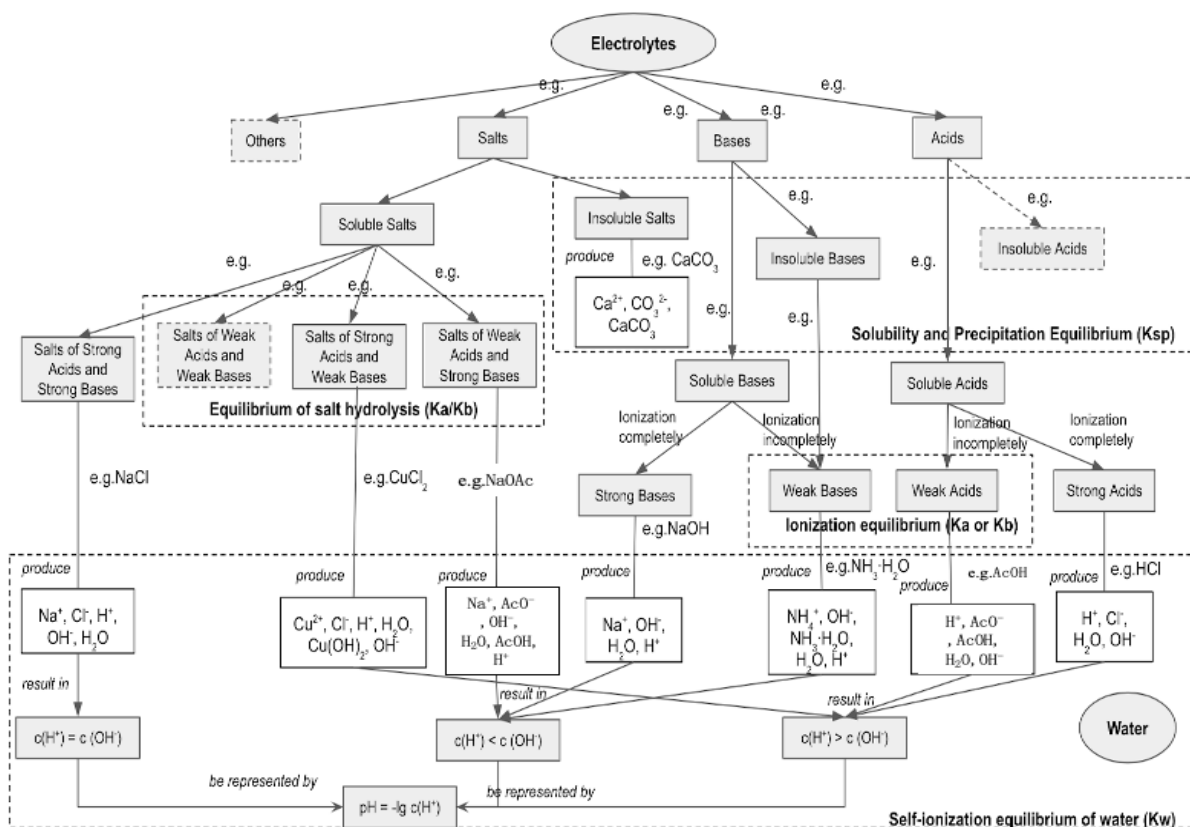 Electrolytes
e.g.
e.g.
e.g.
e.g.
e.g.
Others
Salts
Bases
Acids
e.g.
e.g.
Soluble Salts
Insoluble Salts
Insoluble Bases
Insoluble Acids
produce
e.g. CaCO₃
e.g.
e.g.
e.g.
e.g.
e.g.
e.g.
e.g.
e.g.
Ca²⁺, CO₃²⁻,
CaCO₃
Solubility and Precipitation Equilibrium (Ksp)
Salts of Strong
Acids and
Strong Bases
Salts of Weak
Acids and
Weak Bases
Salts of Strong
Acids and
Weak Bases
Salts of Weak
Acids and
Strong Bases
Equilibrium of salt hydrolysis (Ka/Kb)
Soluble Bases
Soluble Acids
Ionization
completely
Ionization
incompletely
Ionization
incompletely
Ionization
completely
e.g.NaCl
e.g.CuCl₂
e.g.NaOAc
Strong Bases
Weak Bases
Weak Acids
Strong Acids
Ionization equilibrium (Ka or Kb)
e.g.NaOH
e.g.NH₃·H₂O
e.g.AcOH
e.g.HCl
produce
produce
produce
produce
produce
produce
produce
Na⁺, Cl⁻, H⁺,
OH⁻, H₂O
Cu²⁺, Cl⁻, H⁺, H₂O,
Cu(OH)₂, OH⁻
Na⁺, AcO⁻
, OH⁻,
H₂O, AcOH,
H⁺
Na⁺, OH⁻,
H₂O, H⁺
NH₄⁺, OH⁻,
NH₃·H₂O,
H₂O, H⁺
H⁺, AcO⁻
, AcOH,
H₂O, OH⁻
H⁺, Cl⁻,
H₂O, OH⁻
result in
result in
result in
c(H⁺) = c (OH⁻)
c(H⁺) < c (OH⁻)
c(H⁺) > c (OH⁻)
Water
be represented by
be represented by
pH = -lg c(H⁺)
Self-ionization equilibrium of water (Kw)